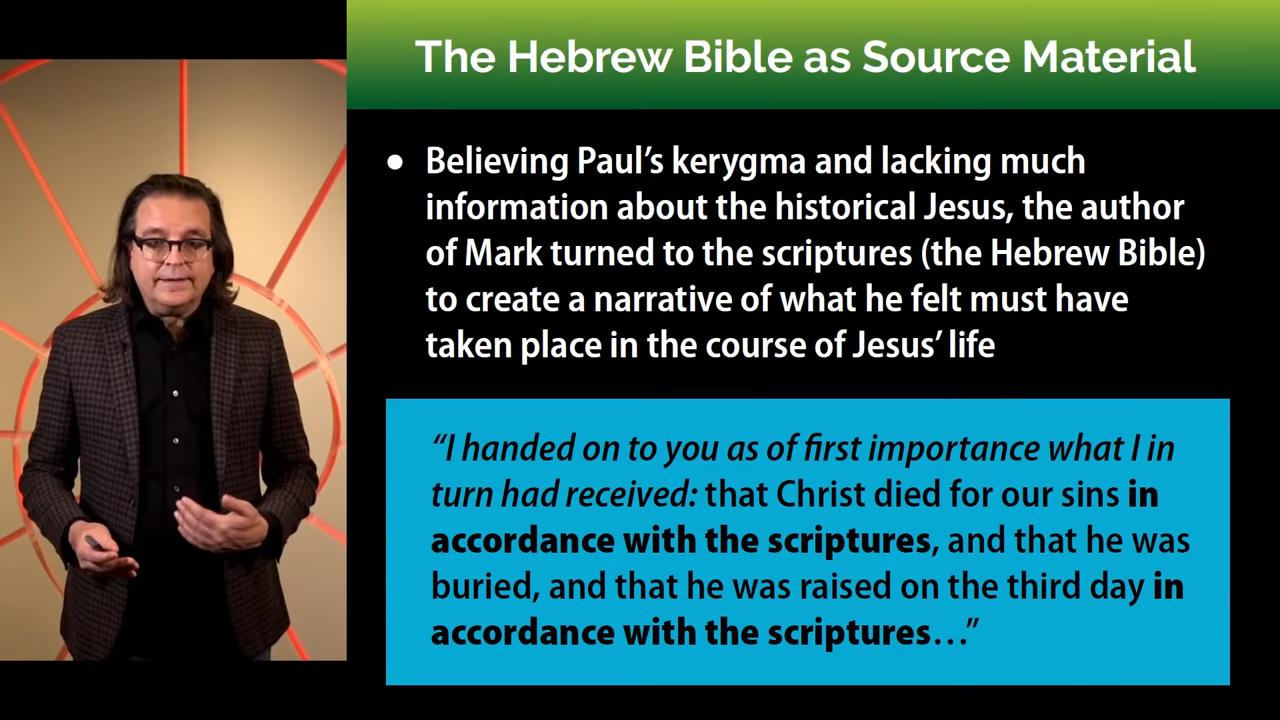 The Hebrew Bible as Source Material
● Believing Paul’s kerygma and lacking much
information about the historical Jesus, the author
of Mark turned to the scriptures (the Hebrew Bible)
to create a narrative of what he felt must have
taken place in the course of Jesus’ life
“I handed on to you as of first importance what I in
turn had received: that Christ died for our sins in
accordance with the scriptures, and that he was
buried, and that he was raised on the third day in
accordance with the scriptures…”